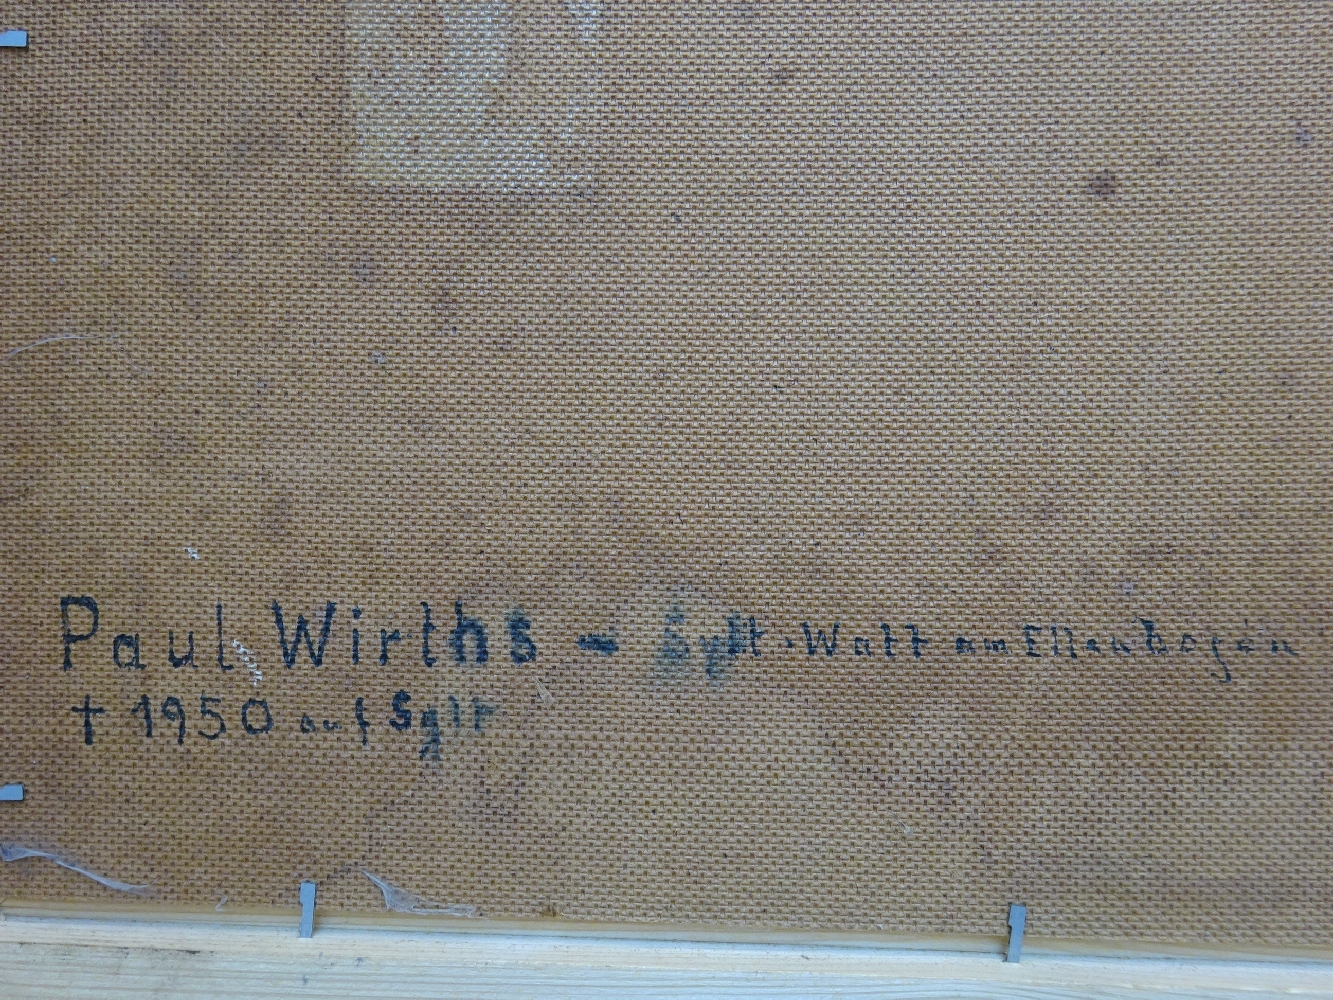 Paul Wirths - Sylt · Watt am Ellenbogen
† 1950 auf Sylt